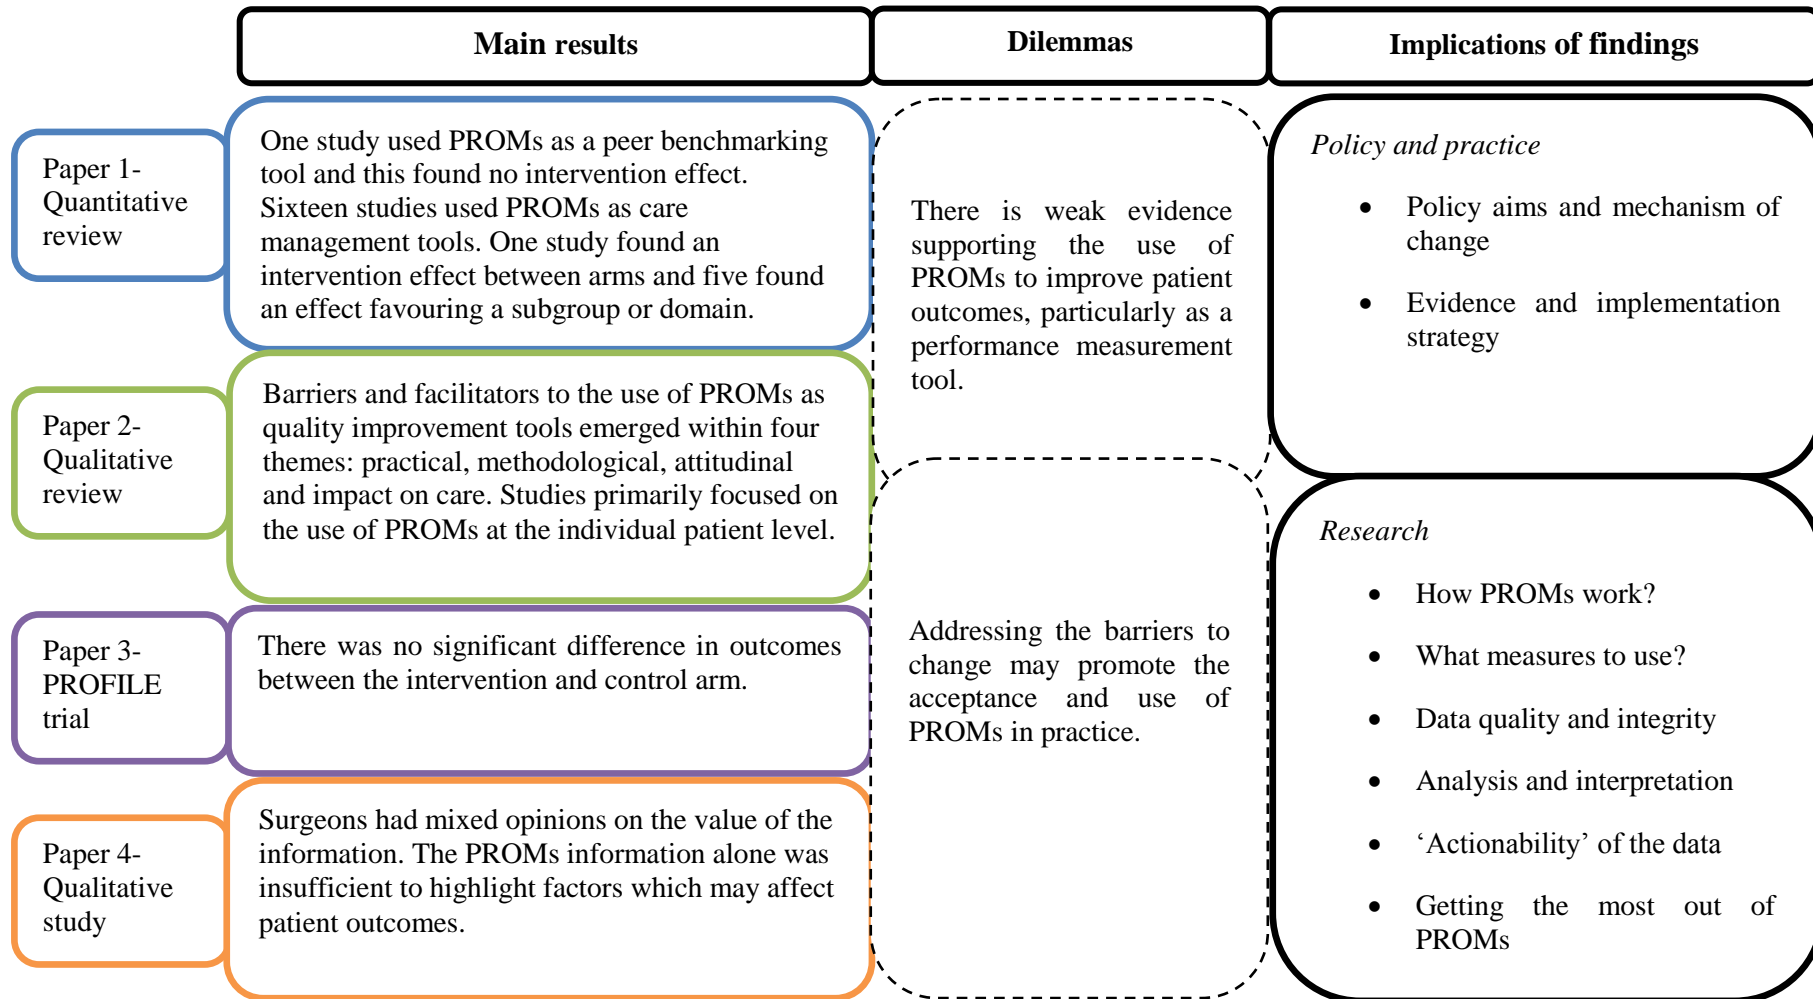 Main results
Dilemmas
Implications of findings
Paper 1-
Quantitative
review
One study used PROMs as a peer benchmarking
tool and this found no intervention effect.
Sixteen studies used PROMs as care
management tools. One study found an
intervention effect between arms and five found
an effect favouring a subgroup or domain.
Paper 2-
Qualitative
review
Barriers and facilitators to the use of PROMs as
quality improvement tools emerged within four
themes: practical, methodological, attitudinal
and impact on care. Studies primarily focused on
the use of PROMs at the individual patient level.
Paper 3-
PROFILE
trial
There was no significant difference in outcomes
between the intervention and control arm.
Paper 4-
Qualitative
study
Surgeons had mixed opinions on the value of the
information. The PROMs information alone was
insufficient to highlight factors which may affect
patient outcomes.
There is weak evidence
supporting the use of
PROMs to improve patient
outcomes, particularly as a
performance measurement
tool.
Addressing the barriers to
change may promote the
acceptance and use of
PROMs in practice.
Policy and practice
• Policy aims and mechanism of
change
• Evidence and implementation
strategy
Research
• How PROMs work?
• What measures to use?
• Data quality and integrity
• Analysis and interpretation
• ‘Actionability’ of the data
• Getting the most out of
PROMs